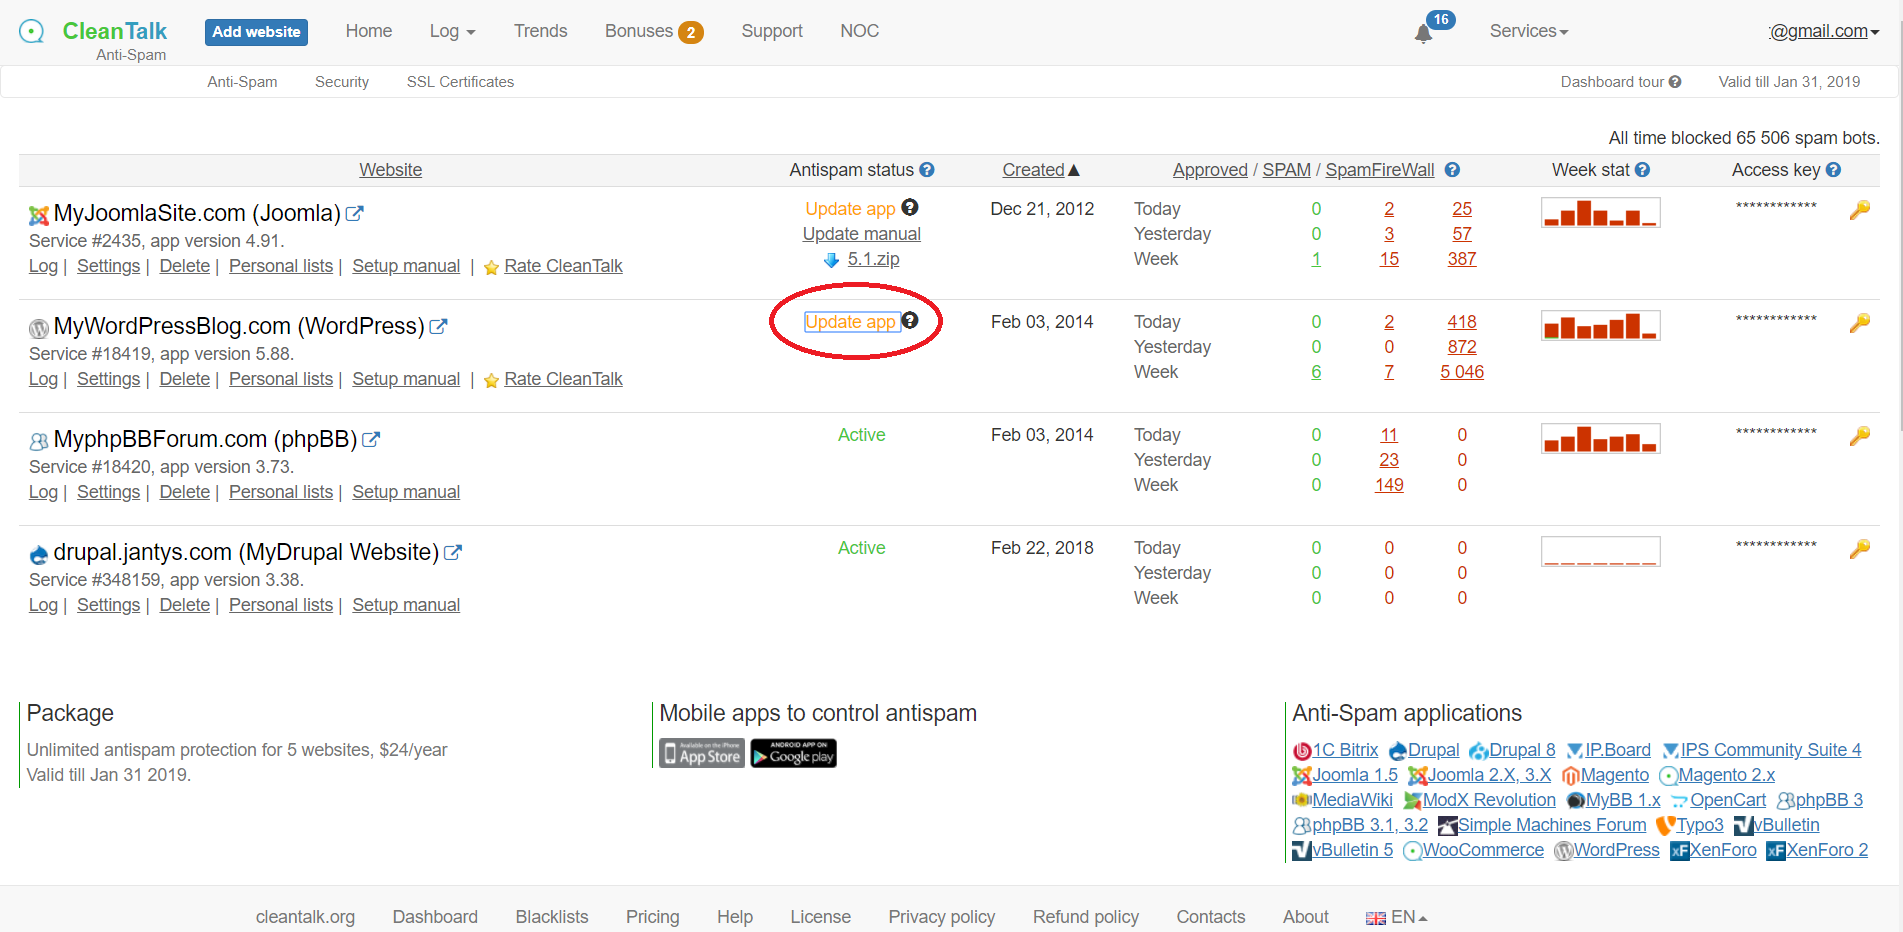 CleanTalk Add website Home Log Trends Bonuses 2 Support NOC 16 Services @gmail.com
Anti-Spam
Anti-Spam Security SSL Certificates Dashboard tour Valid till Jan 31, 2019
All time blocked 65 506 spam bots.
Website Antispam status Created▲ Approved / SPAM / SpamFireWall Week stat Access key
MyJoomlaSite.com (Joomla) Update app Dec 21, 2012 Today 0 2 25 ************
Update manual Yesterday 0 3 57
Service #2435, app version 4.91.
5.1.zip Week 1 15 387
Log | Settings | Delete | Personal lists | Setup manual | Rate CleanTalk
MyWordPressBlog.com (WordPress) Update app Feb 03, 2014 Today 0 2 418 ************
Yesterday 0 0 872
Service #18419, app version 5.88.
Week 6 7 5 046
Log | Settings | Delete | Personal lists | Setup manual | Rate CleanTalk
MyphpBBForum.com (phpBB) Active Feb 03, 2014 Today 0 11 0 ************
Yesterday 0 23 0
Service #18420, app version 3.73.
Week 0 149 0
Log | Settings | Delete | Personal lists | Setup manual
drupal.jantys.com (MyDrupal Website) Active Feb 22, 2018 Today 0 0 0 ************
Yesterday 0 0 0
Service #348159, app version 3.38.
Week 0 0 0
Log | Settings | Delete | Personal lists | Setup manual
Package
Unlimited antispam protection for 5 websites, $24/year
Valid till Jan 31 2019.
Mobile apps to control antispam
Available on the iPhone
App Store
ANDROID APP ON
Google play
Anti-Spam applications
1C Bitrix Drupal Drupal 8 IP.Board IPS Community Suite 4
Joomla 1.5 Joomla 2.X, 3.X Magento Magento 2.x
MediaWiki ModX Revolution MyBB 1.x OpenCart phpBB 3
phpBB 3.1, 3.2 Simple Machines Forum Typo3 vBulletin
vBulletin 5 WooCommerce WordPress XenForo XenForo 2
cleantalk.org Dashboard Blacklists Pricing Help License Privacy policy Refund policy Contacts About EN